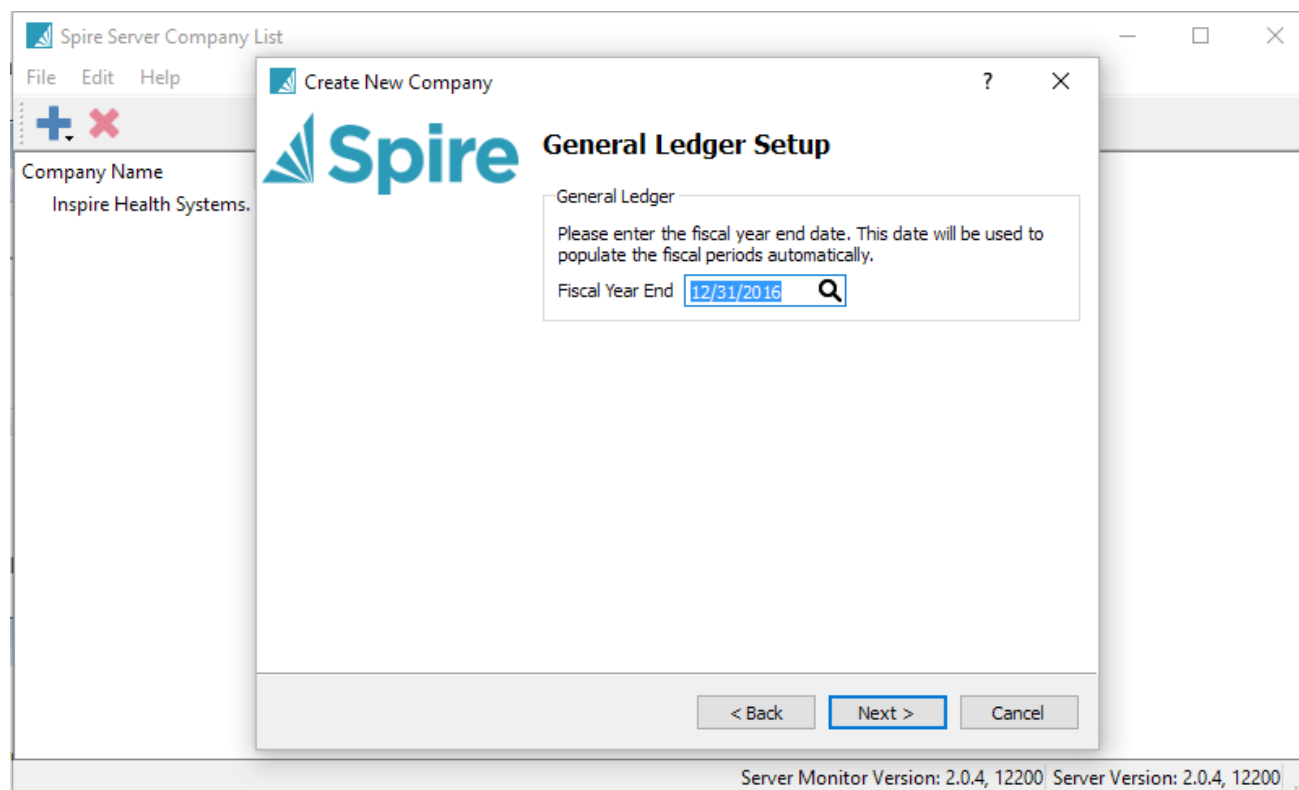 Spire Server Company List
File Edit Help
Create New Company
?
Spire
Company Name
Inspire Health Systems.
General Ledger Setup
General Ledger
Please enter the fiscal year end date. This date will be used to
populate the fiscal periods automatically.
Fiscal Year End 12/31/2016
< Back Next > Cancel
Server Monitor Version: 2.0.4, 12200 Server Version: 2.0.4, 12200